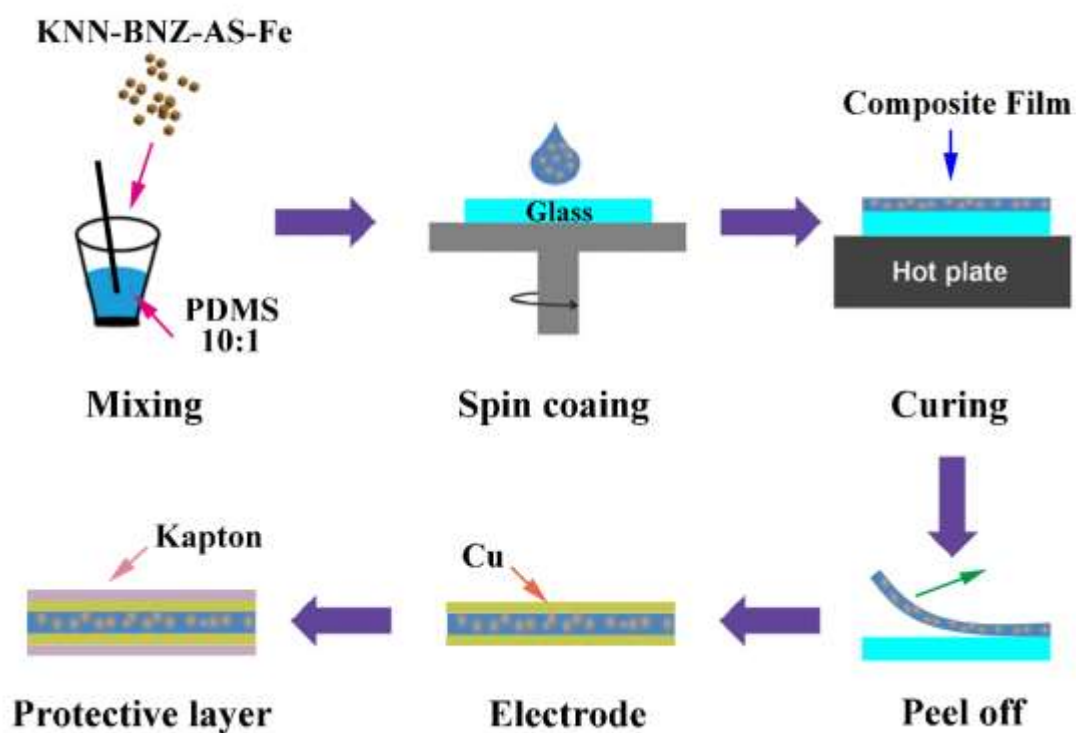 KNN-BNZ-AS-Fe
PDMS
10:1
Mixing
Glass
Spin coaing
Composite Film
Hot plate
Curing
Kapton
Protective layer
Cu
Electrode
Peel off